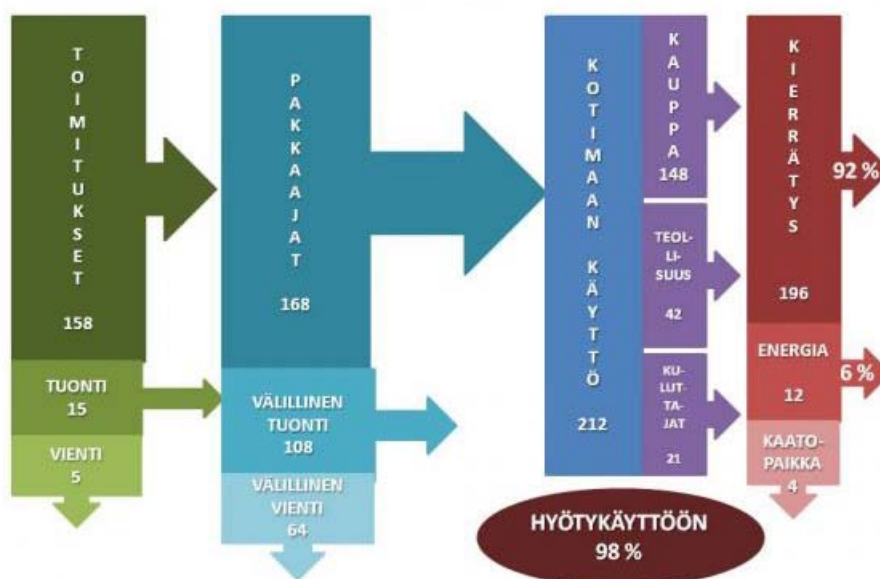 TOIMITUKSET
158
TUONTI
15
VIENTI
5
PAKKAAJAT
168
VÄLILLINEN
TUONTI
108
VÄLILLINEN
VIENTI
64
KOTIMAAN KÄYTTÖ
212
KAUPPA
148
TEOL-
LI-
SUUS
42
KU-
LUT-
TA-
JAT
21
KIERRÄTYS
196
92 %
ENERGIA
12
6 %
KAATO-
PAIKKA
4
HYÖTYKÄYTTÖÖN
98 %